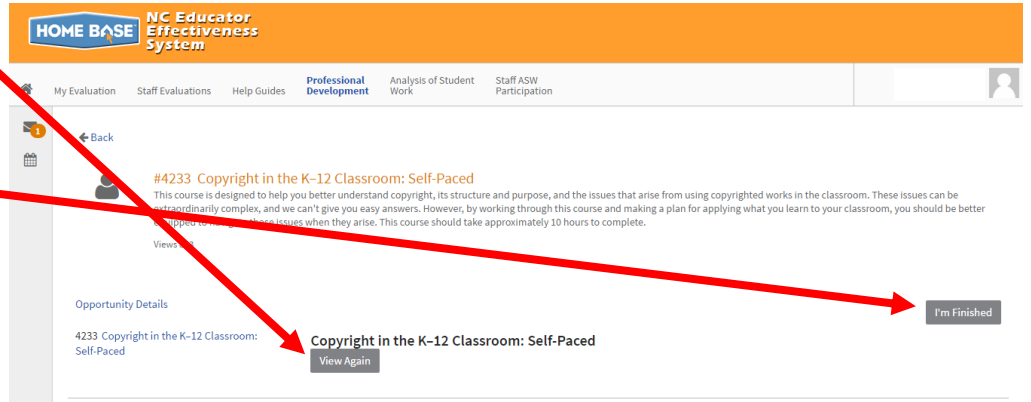 HOME BASE
NC Educator
Effectiveness
System
My Evaluation
Staff Evaluations
Help Guides
Professional
Development
Analysis of Student
Work
Staff ASW
Participation
1
Back
#4233 Copyright in the K–12 Classroom: Self-Paced
This course is designed to help you better understand copyright, its structure and purpose, and the issues that arise from using copyrighted works in the classroom. These issues can be
extraordinarily complex, and we can't give you easy answers. However, by working through this course and making a plan for applying what you learn to your classroom, you should be better
issues when they arise. This course should take approximately 10 hours to complete.
Views
Opportunity Details
I'm Finished
4233 Copyright in the K–12 Classroom:
Self-Paced
Copyright in the K–12 Classroom: Self-Paced
View Again